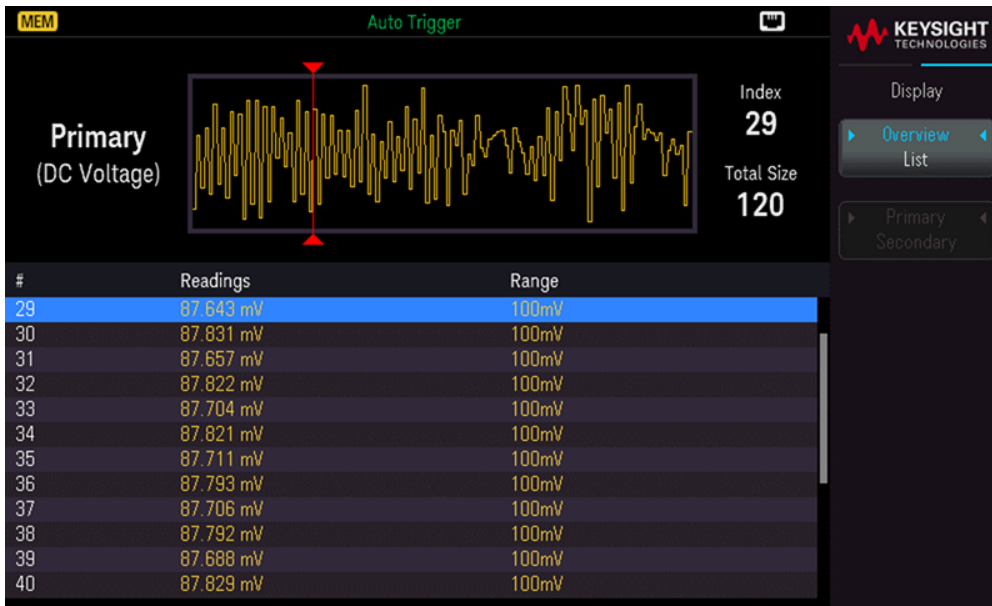 MEM
Auto Trigger
KEYSIGHT
TECHNOLOGIES
Primary
(DC Voltage)
Index
29
Total Size
120
Display
Overview
List
Primary
Secondary
# Readings Range
29 87.643 mV 100mV
30 87.831 mV 100mV
31 87.657 mV 100mV
32 87.822 mV 100mV
33 87.704 mV 100mV
34 87.821 mV 100mV
35 87.711 mV 100mV
36 87.793 mV 100mV
37 87.706 mV 100mV
38 87.792 mV 100mV
39 87.688 mV 100mV
40 87.829 mV 100mV